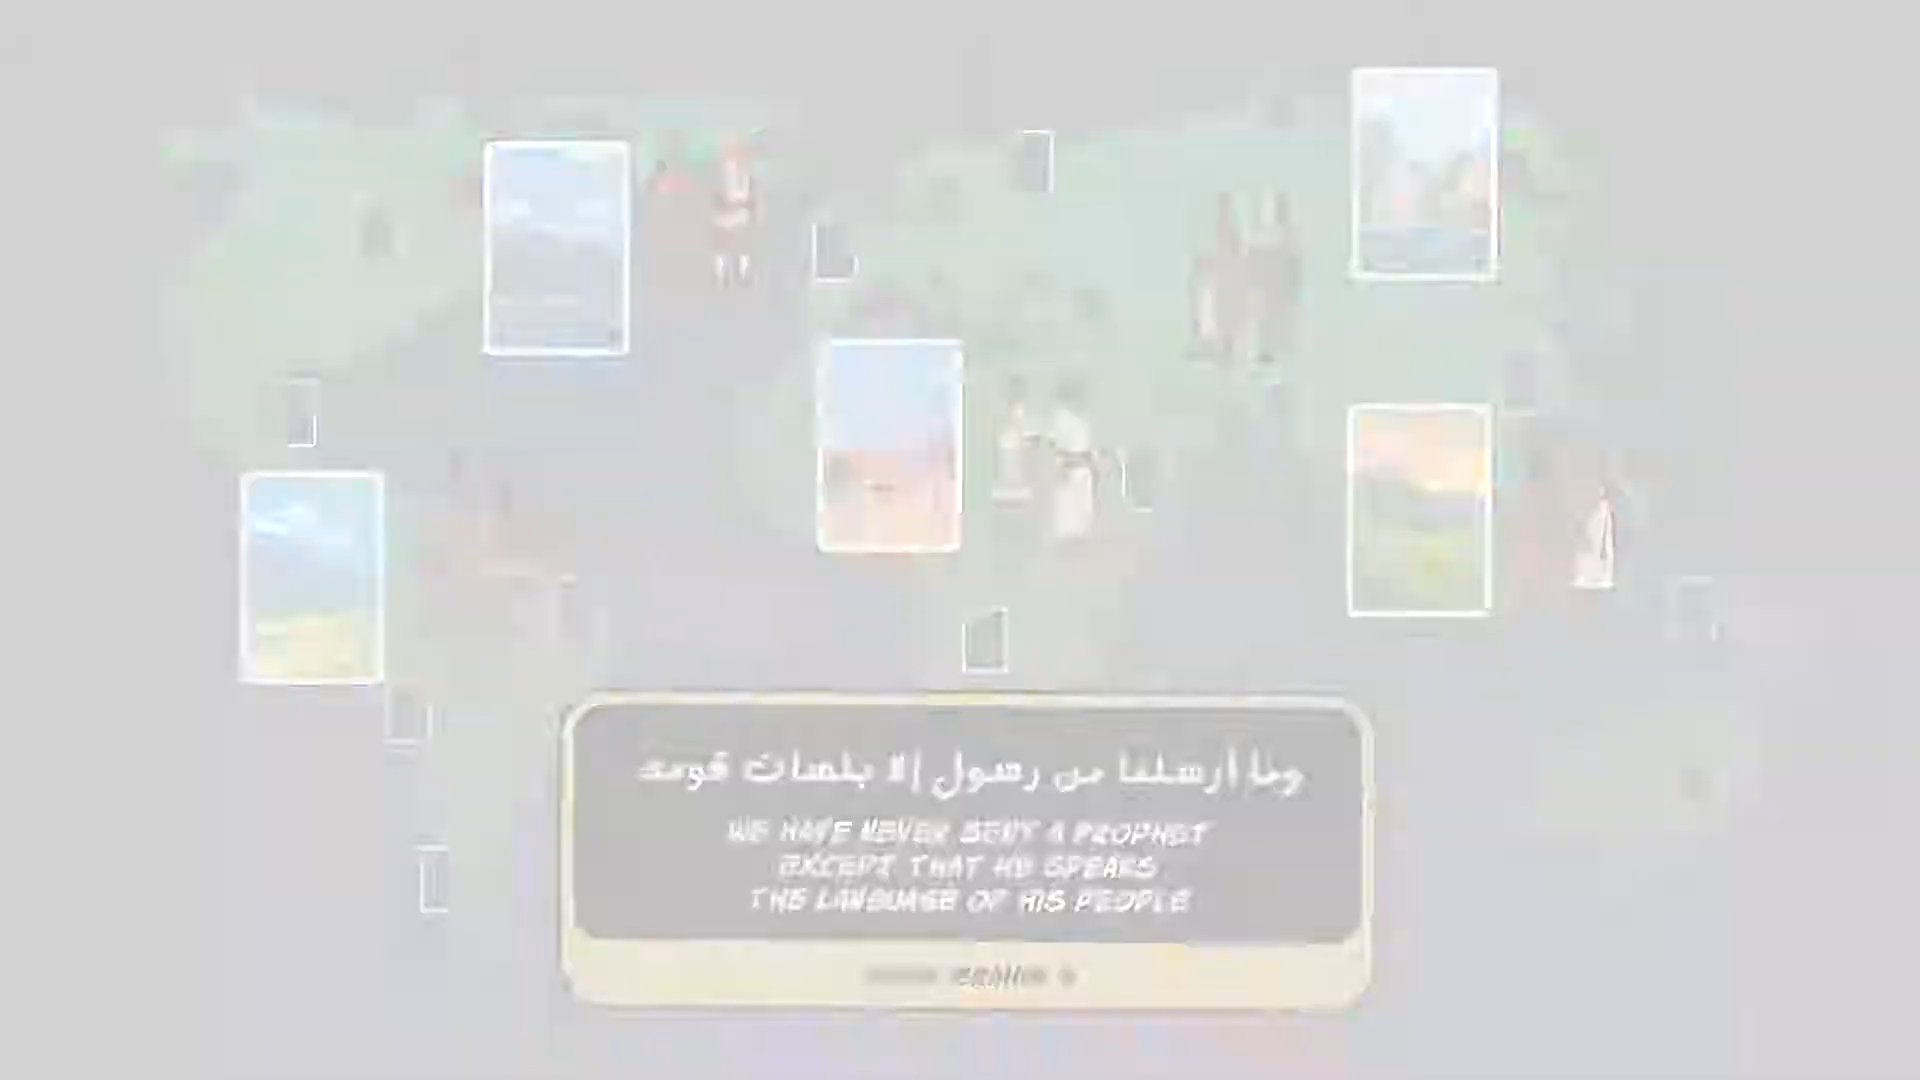 وما أرسلنا من رسول إلا بلسان قومه
WE HAVE NEVER SENT A PROPHET
EXCEPT THAT HE SPEAKS
THE LANGUAGE OF HIS PEOPLE